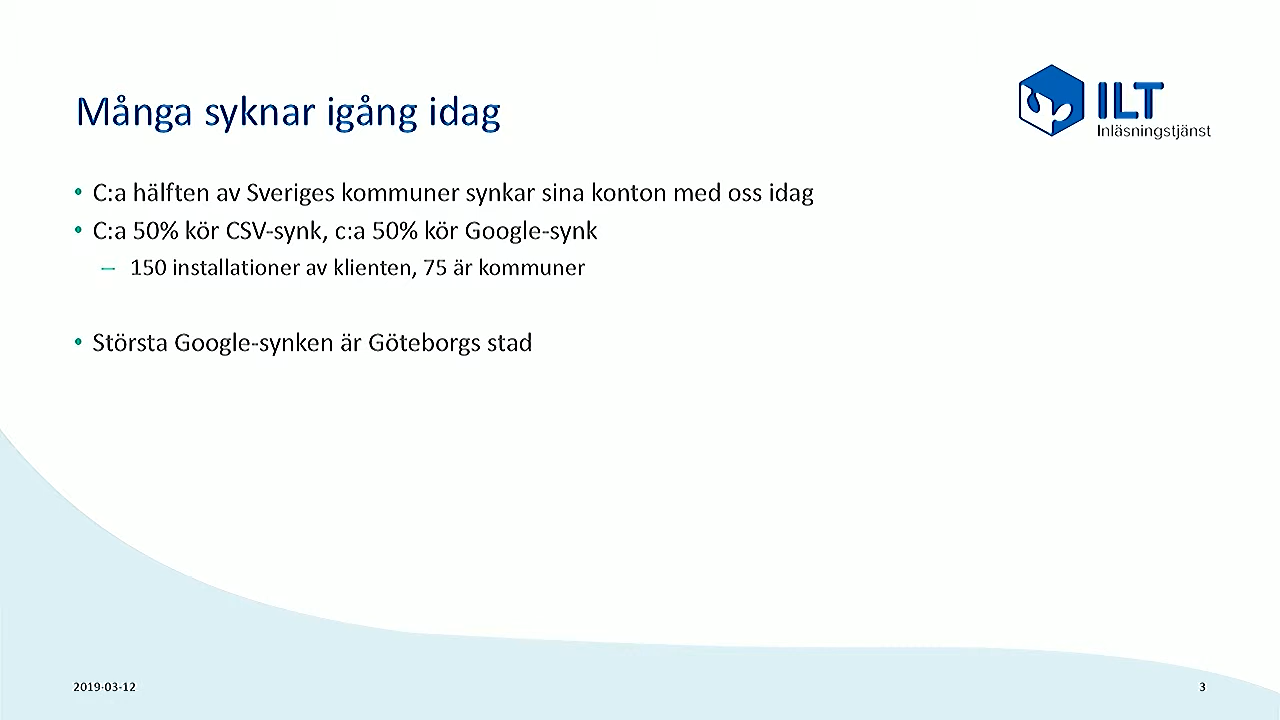 Många syknar igång idag
ILT
Inläsningstjänst
• C:a hälften av Sveriges kommuner synkar sina konton med oss idag
• C:a 50% kör CSV-synk, c:a 50% kör Google-synk
– 150 installationer av klienten, 75 är kommuner
• Största Google-synken är Göteborgs stad
2019-03-12
3